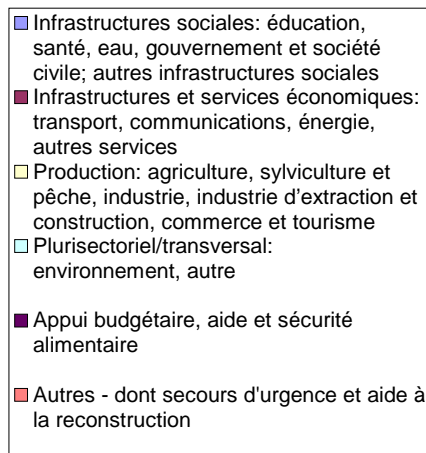 Infrastructures sociales: éducation,
santé, eau, gouvernement et société
civile; autres infrastructures sociales
Infrastructures et services économiques:
transport, communications, énergie,
autres services
Production: agriculture, sylviculture et
pêche, industrie, industrie d'extraction et
construction, commerce et tourisme
Plurisectoriel/transversal:
environnement, autre
Appui budgétaire, aide et sécurité
alimentaire
Autres - dont secours d'urgence et aide à
la reconstruction